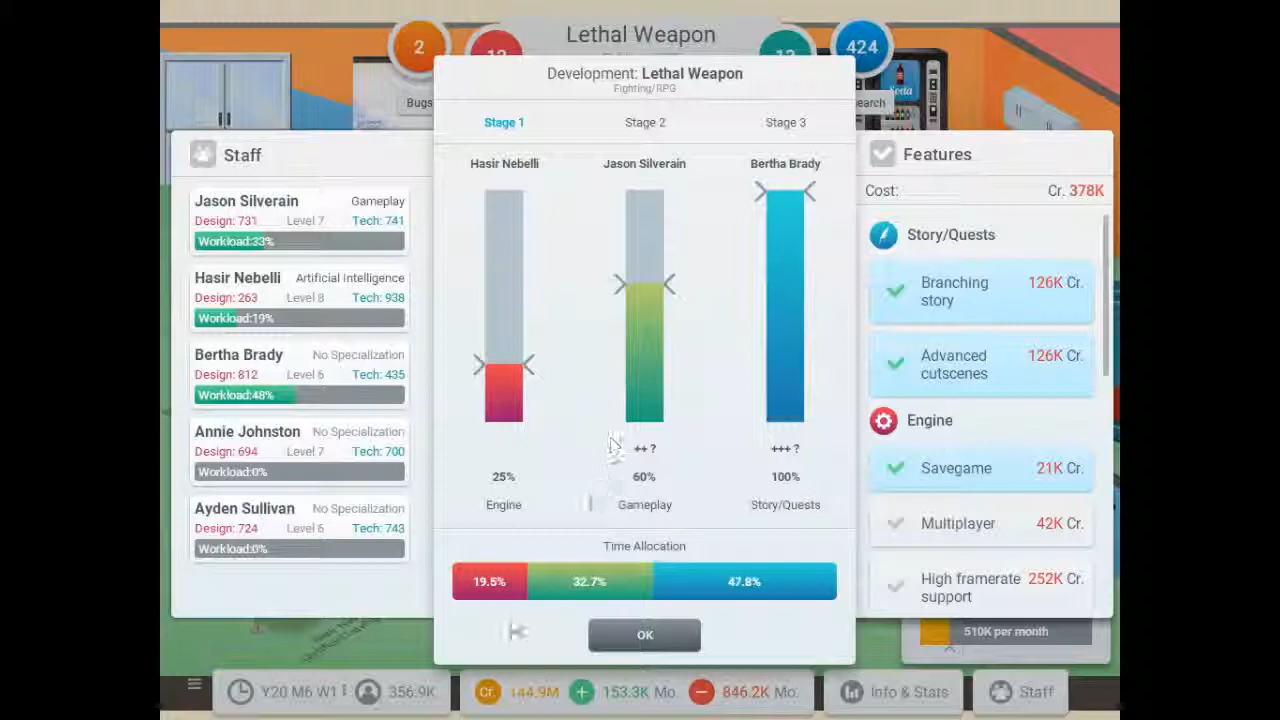 2
Lethal Weapon
424
Bugs
Soda
Development: Lethal Weapon
Fighting/RPG
Stage 1
Stage 2
Stage 3
Staff
Jason Silverain
Gameplay
Design: 731
Level 7
Tech: 741
Workload:33%
Hasir Nebelli
Artificial Intelligence
Design: 263
Level 8
Tech: 938
Workload:19%
Bertha Brady
No Specialization
Design: 812
Level 6
Tech: 435
Workload:48%
Annie Johnston
No Specialization
Design: 694
Level 7
Tech: 700
Workload:0%
Ayden Sullivan
No Specialization
Design: 724
Level 6
Tech: 743
Workload:0%
Hasir Nebelli
Jason Silverain
Bertha Brady
++ ?
+++ ?
25%
60%
100%
Engine
Gameplay
Story/Quests
Time Allocation
19.5%
32.7%
47.8%
OK
Features
Cost:
Cr. 378K
Story/Quests
Branching
story
126K Cr.
Advanced
cutscenes
126K Cr.
Engine
Savegame
21K Cr.
Multiplayer
42K Cr.
High framerate
support
252K Cr.
510K per month
Y20 M6 W1
356.9K
Cr.
144.9M
153.3K Mo.
846.2K Mo.
Info & Stats
Staff